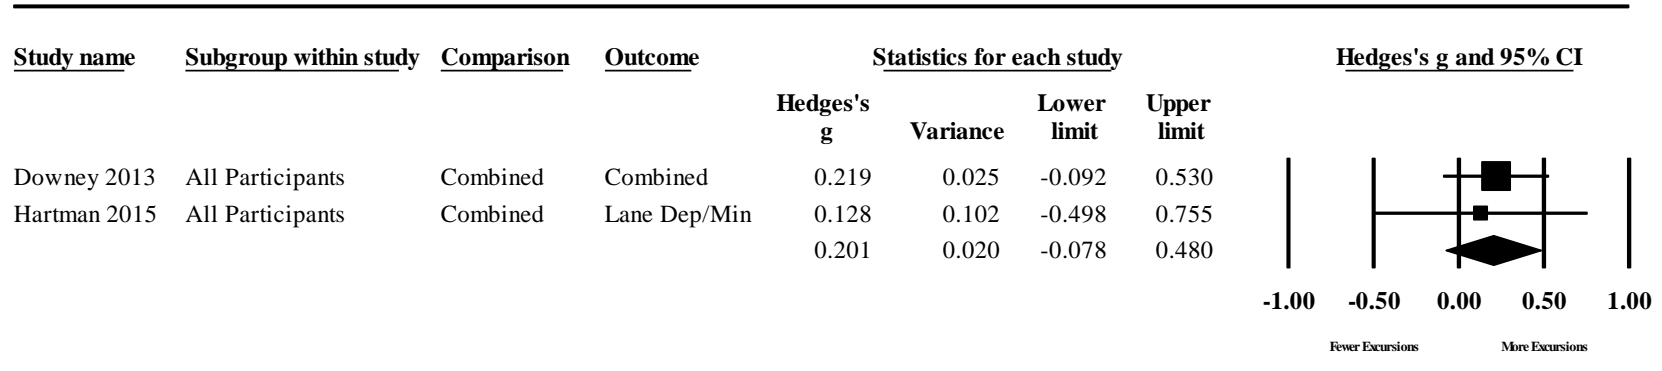 Study name Subgroup within study Comparison Outcome Statistics for each study Hedges's g and 95% CI
Hedges's Lower Upper
g Variance limit limit
Downey 2013 All Participants Combined Combined 0.219 0.025 -0.092 0.530
Hartman 2015 All Participants Combined Lane Dep/Min 0.128 0.102 -0.498 0.755
0.201 0.020 -0.078 0.480
-1.00 -0.50 0.00 0.50 1.00
Fewer Excursions More Excursions